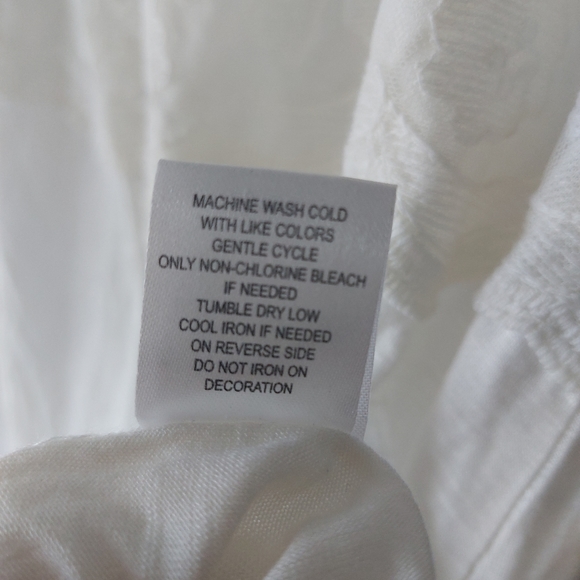 MACHINE WASH COLD
WITH LIKE COLORS
GENTLE CYCLE
ONLY NON-CHLORINE BLEACH
IF NEEDED
TUMBLE DRY LOW
COOL IRON IF NEEDED
ON REVERSE SIDE
DO NOT IRON ON
DECORATION